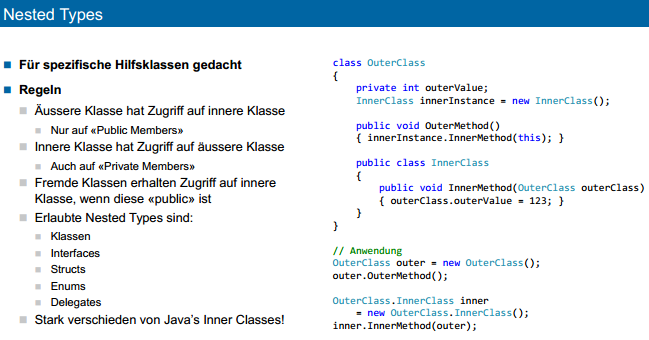 Nested Types
Für spezifische Hilfsklassen gedacht
Regeln
Äussere Klasse hat Zugriff auf innere Klasse
Nur auf «Public Members»
Innere Klasse hat Zugriff auf äussere Klasse
Auch auf «Private Members»
Fremde Klassen erhalten Zugriff auf innere
Klasse, wenn diese «public» ist
Erlaubte Nested Types sind:
Klassen
Interfaces
Structs
Enums
Delegates
Stark verschieden von Java's Inner Classes!
class OuterClass
{
    private int outerValue;
    InnerClass innerInstance = new InnerClass();

    public void OuterMethod()
    { innerInstance.InnerMethod(this); }

    public class InnerClass
    {
        public void InnerMethod(OuterClass outerClass)
        { outerClass.outerValue = 123; }
    }
}

// Anwendung
OuterClass outer = new OuterClass();
outer.OuterMethod();

OuterClass.InnerClass inner
    = new OuterClass.InnerClass();
inner.InnerMethod(outer);